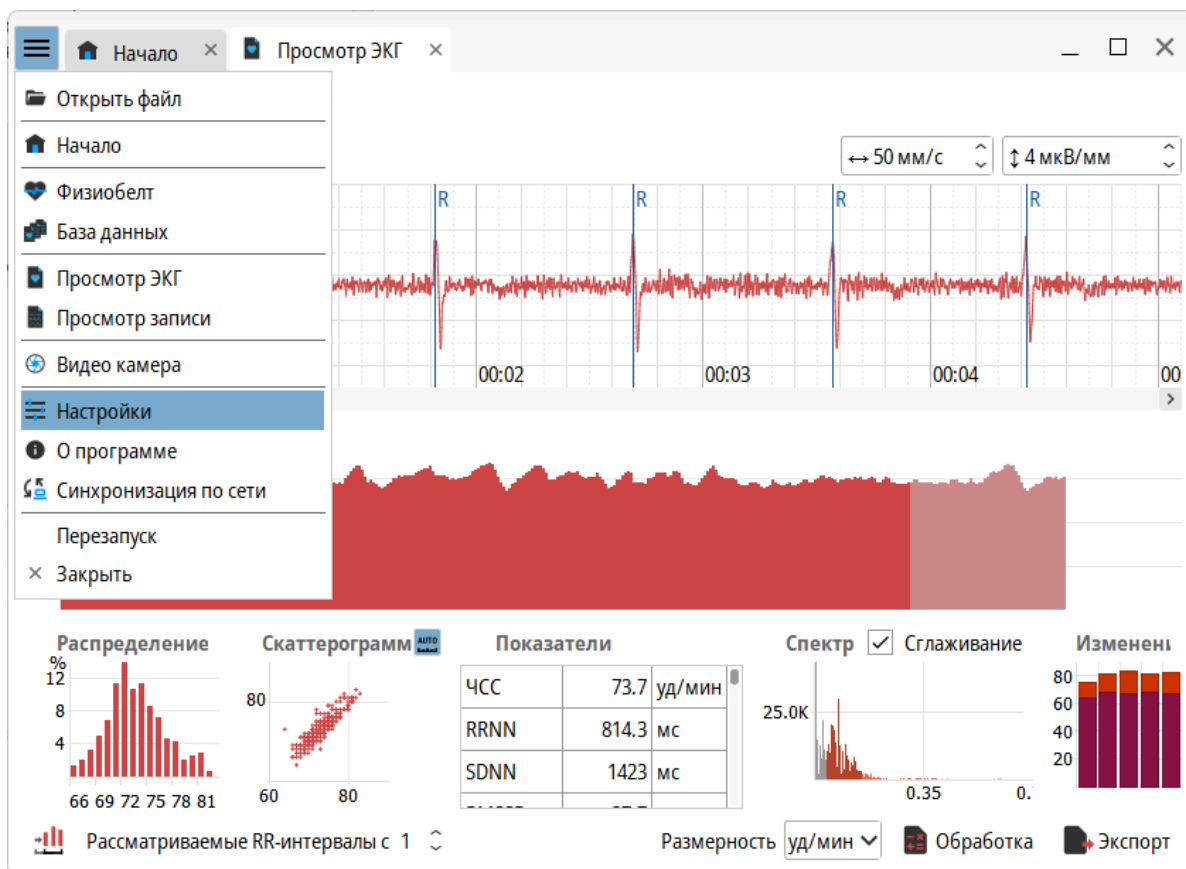 Начало
Просмотр ЭКГ
Открыть файл
Начало
Физиобелт
База данных
Просмотр ЭКГ
Просмотр записи
Видео камера
Настройки
О программе
Синхронизация по сети
Перезапуск
Закрыть
50 мм/с 4 мкВ/мм
R R R R
00:02 00:03 00:04 00
Распределение
%
12
8
4
66 69 72 75 78 81
Скаттерограмм AUTO
80
60 80
Показатели
ЧСС 73.7 уд/мин
RRNN 814.3 мс
SDNN 1423 мс
Спектр Сглаживание
25.0K
0.35 0.
Изменени
80
60
40
20
Рассматриваемые RR-интервалы с 1
Размерность уд/мин Обработка Экспорт